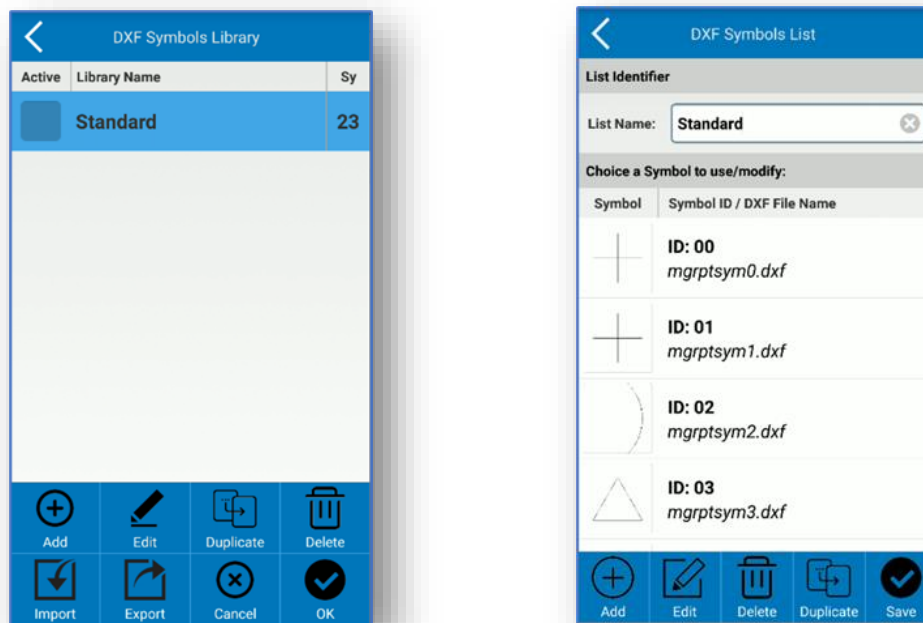 DXF Symbols Library
Active Library Name Sy
Standard 23
Add Edit Duplicate Delete
Import Export Cancel OK
DXF Symbols List
List Identifier
List Name: Standard
Choice a Symbol to use/modify:
Symbol Symbol ID / DXF File Name
ID: 00
mgrptsym0.dxf
ID: 01
mgrptsym1.dxf
ID: 02
mgrptsym2.dxf
ID: 03
mgrptsym3.dxf
Add Edit Delete Duplicate Save